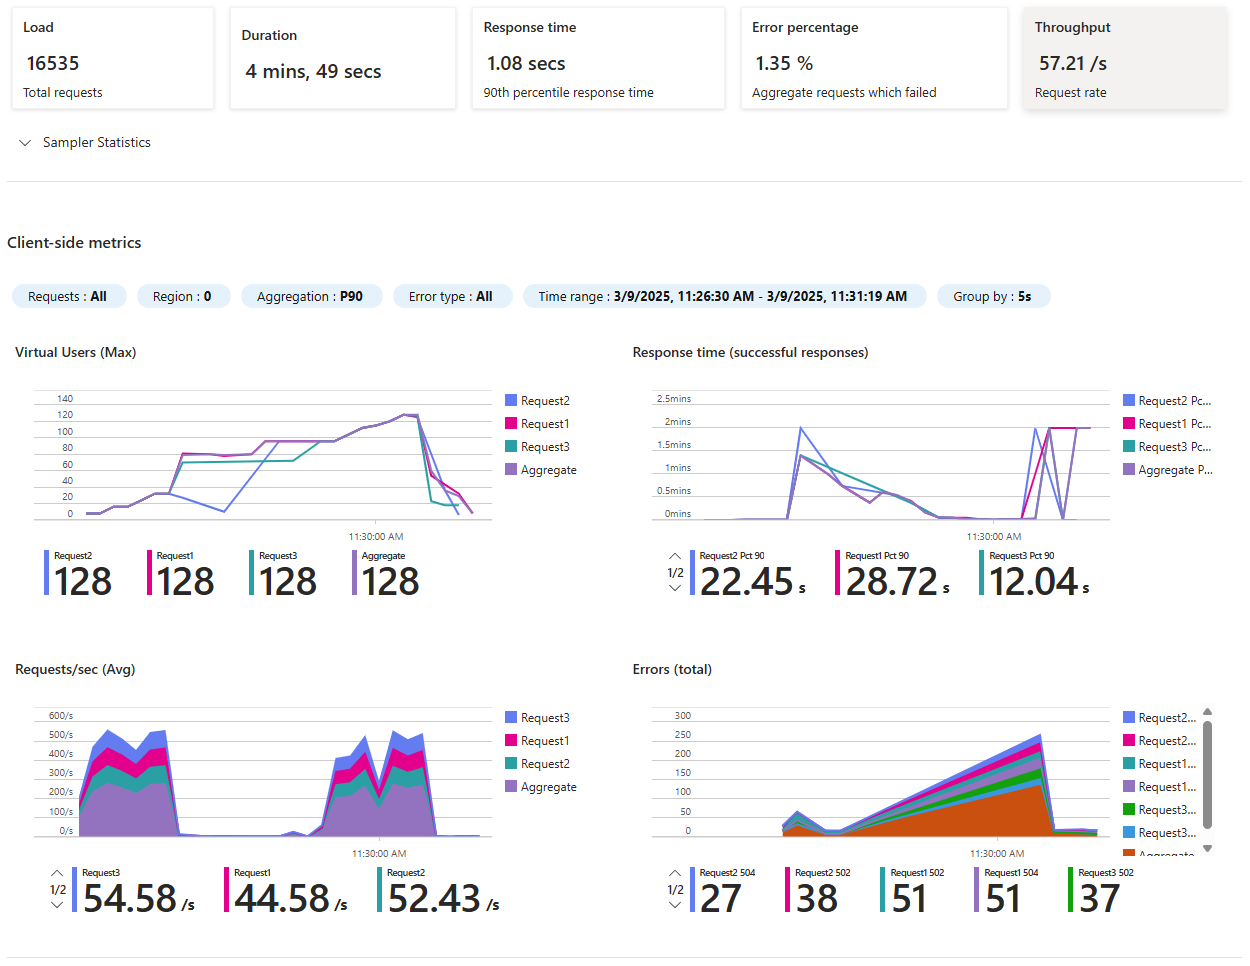 Load
16535
Total requests
Duration
4 mins, 49 secs
Response time
1.08 secs
90th percentile response time
Error percentage
1.35 %
Aggregate requests which failed
Throughput
57.21 /s
Request rate
Sampler Statistics
Client-side metrics
Requests : All
Region : 0
Aggregation : P90
Error type : All
Time range : 3/9/2025, 11:26:30 AM - 3/9/2025, 11:31:19 AM
Group by : 5s
Virtual Users (Max)
140
120
100
80
60
40
20
0
11:30:00 AM
Request2
Request1
Request3
Aggregate
Request2
128
Request1
128
Request3
128
Aggregate
128
Response time (successful responses)
2.5mins
2mins
1.5mins
1mins
0.5mins
0mins
11:30:00 AM
Request2 Pc...
Request1 Pc...
Request3 Pc...
Aggregate P...
1/2
Request2 Pct 90
22.45 s
Request1 Pct 90
28.72 s
Request3 Pct 90
12.04 s
Requests/sec (Avg)
600/s
500/s
400/s
300/s
200/s
100/s
0/s
11:30:00 AM
Request3
Request1
Request2
Aggregate
1/2
Request3
54.58 /s
Request1
44.58 /s
Request2
52.43 /s
Errors (total)
300
250
200
150
100
50
0
11:30:00 AM
Request2...
Request2...
Request1...
Request1...
Request3...
Request3...
Aggregate
1/2
Request2 504
27
Request2 502
38
Request1 502
51
Request1 504
51
Request3 502
37